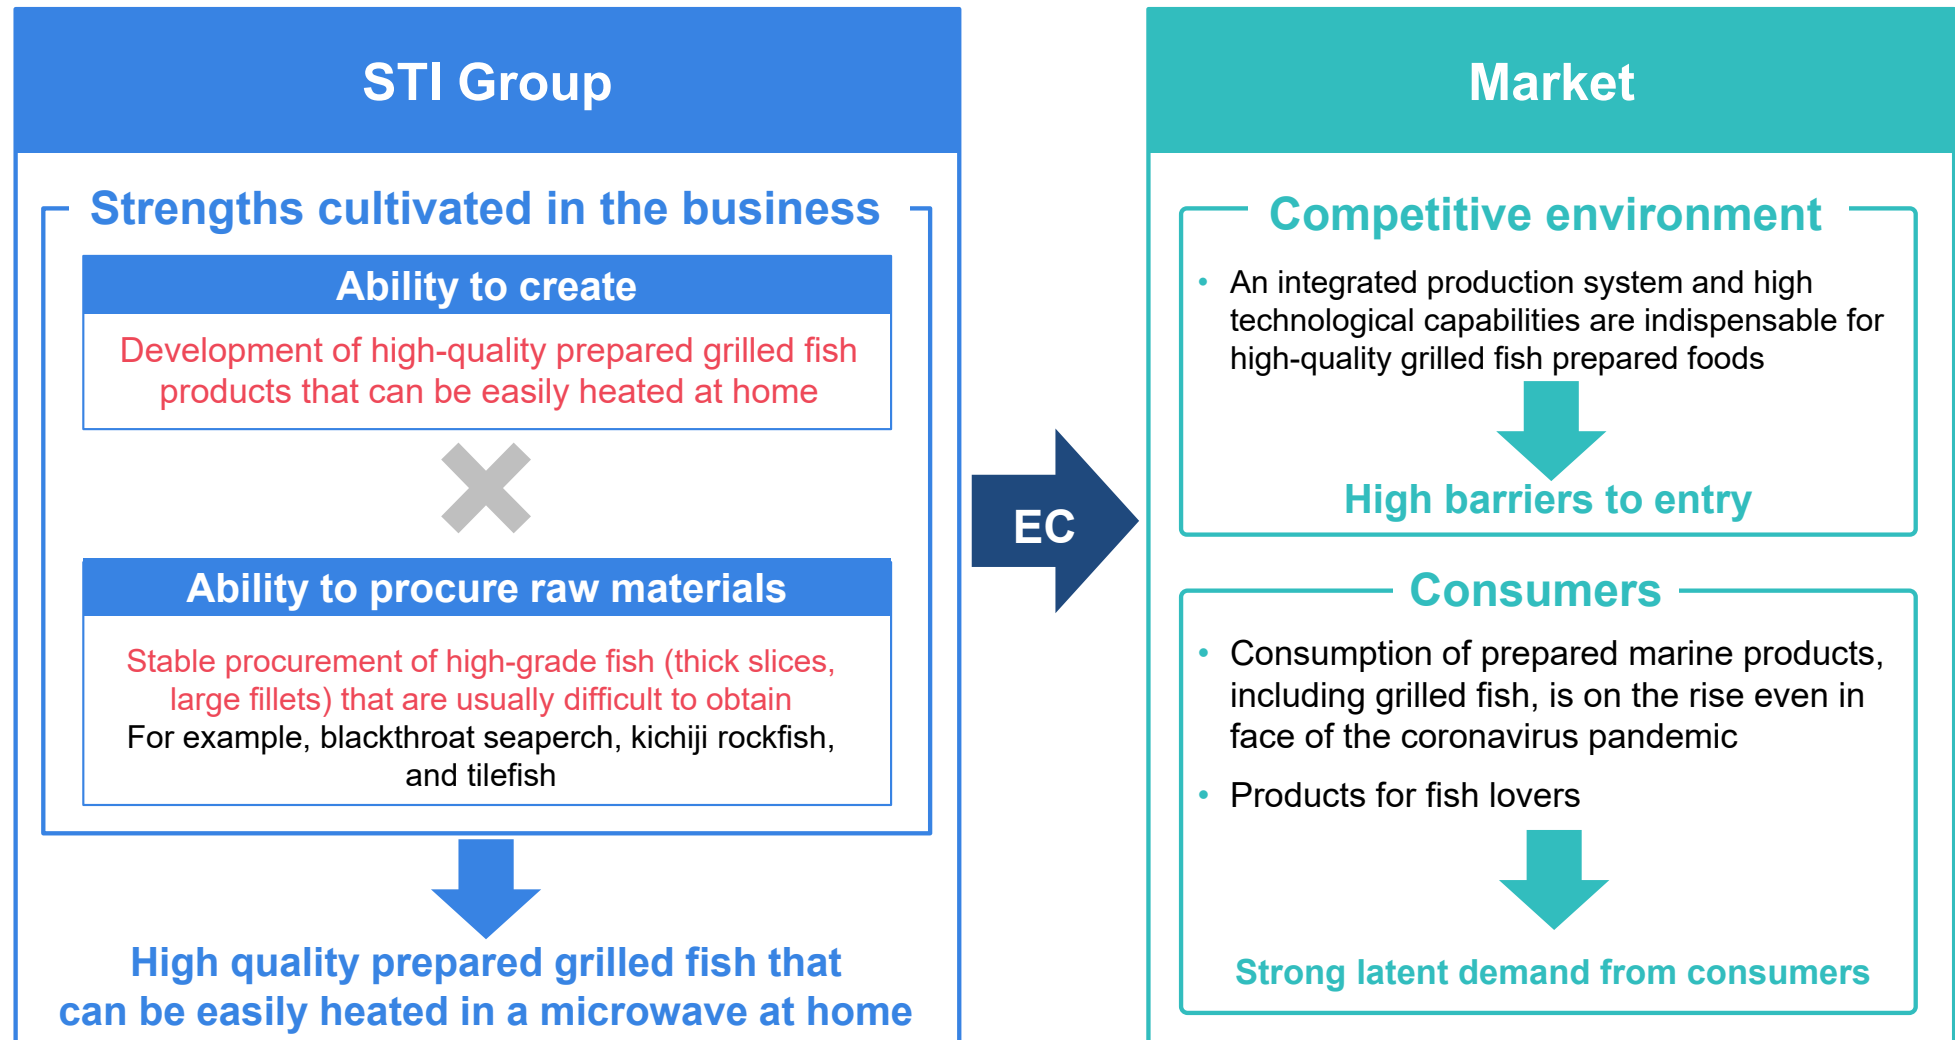 STI Group
Strengths cultivated in the business
Ability to create
Development of high-quality prepared grilled fish
products that can be easily heated at home
Ability to procure raw materials
Stable procurement of high-grade fish (thick slices,
large fillets) that are usually difficult to obtain
For example, blackthroat seaperch, kichiji rockfish,
and tilefish
High quality prepared grilled fish that
can be easily heated in a microwave at home
EC
Market
Competitive environment
• An integrated production system and high
technological capabilities are indispensable for
high-quality grilled fish prepared foods
High barriers to entry
Consumers
• Consumption of prepared marine products,
including grilled fish, is on the rise even in
face of the coronavirus pandemic
• Products for fish lovers
Strong latent demand from consumers